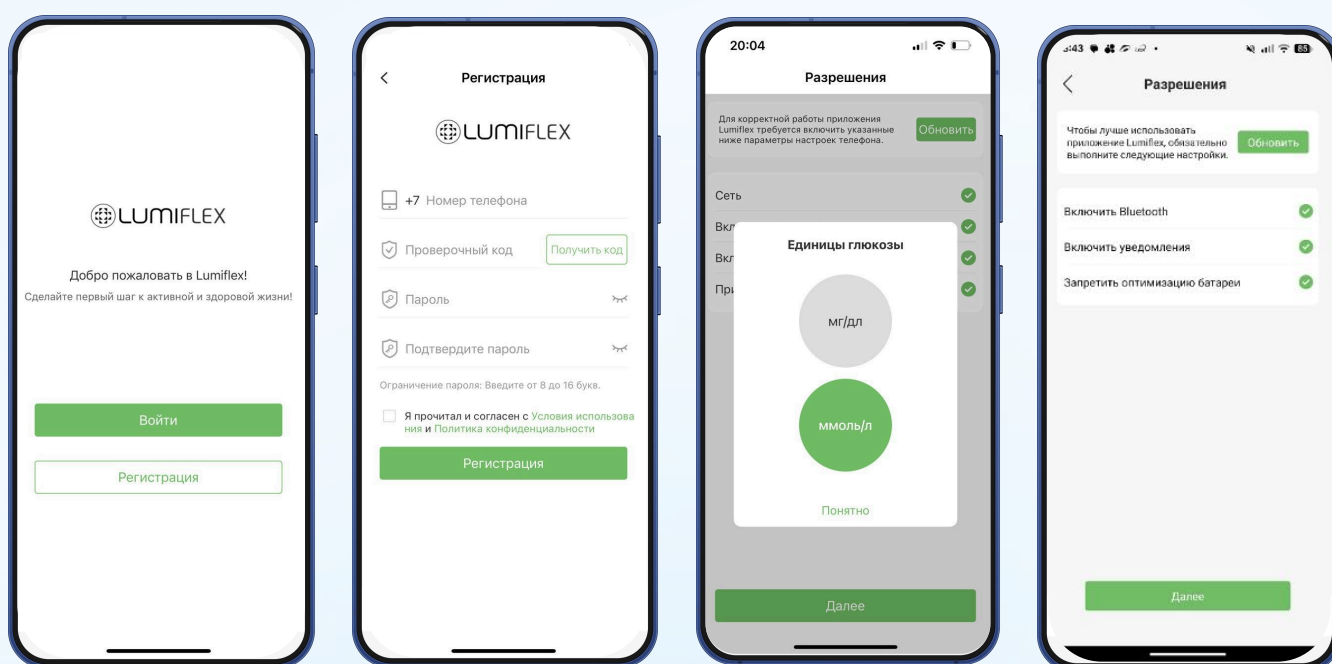 LUMIFLEX
Добро пожаловать в Lumiflex!
Сделайте первый шаг к активной и здоровой жизни!
Войти
Регистрация
Регистрация
LUMIFLEX
+7 Номер телефона
Проверочный код
Получить код
Пароль
Подтвердите пароль
Ограничение пароля: Введите от 8 до 16 букв.
Я прочитал и согласен с Условия использова
ния и Политика конфиденциальности
Регистрация
20:04
Разрешения
Для корректной работы приложения
Lumiflex требуется включить указанные
ниже параметры настроек телефона.
Обновить
Сеть
Вкл
Вкл
При
Единицы глюкозы
мг/дл
ммоль/л
Понятно
Далее
:43
85
Разрешения
Чтобы лучше использовать
приложение Lumiflex, обязательно
выполните следующие настройки.
Обновить
Включить Bluetooth
Включить уведомления
Запретить оптимизацию батареи
Далее